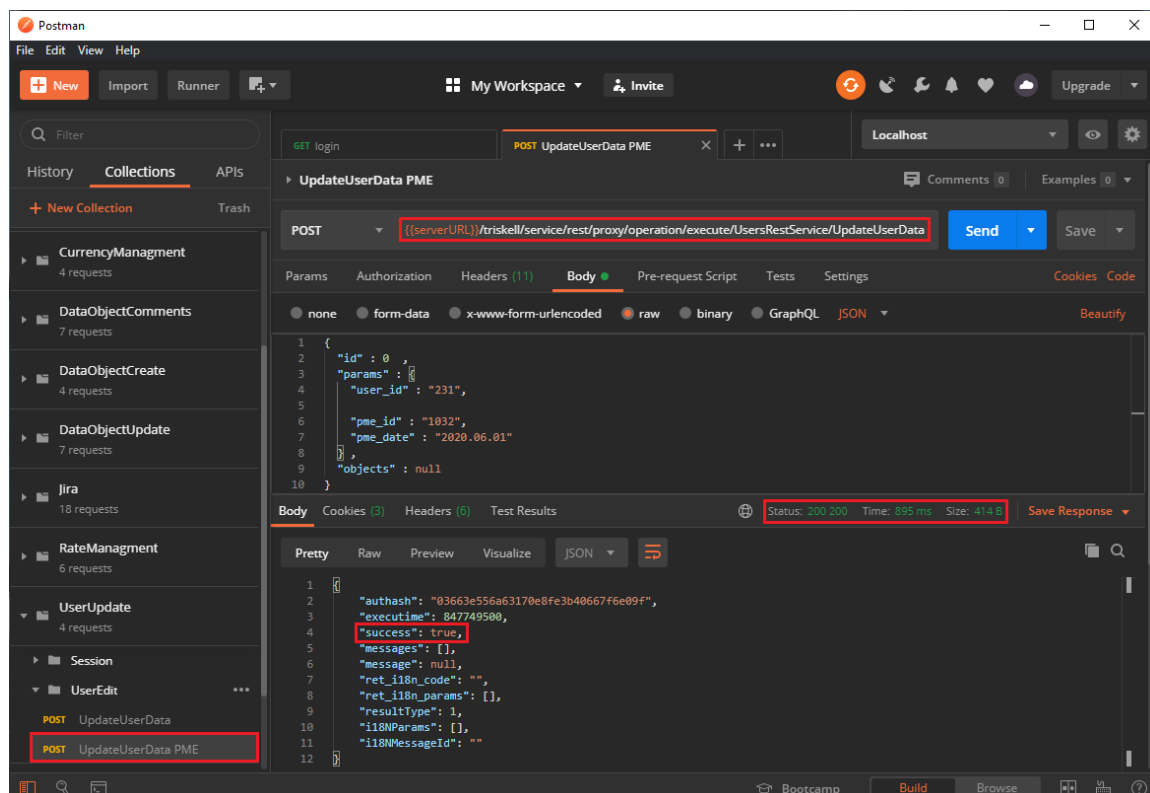 Postman
File Edit View Help
New Import Runner My Workspace Invite Upgrade
Filter
History Collections APIs
+ New Collection Trash
CurrencyManagment
4 requests
DataObjectComments
7 requests
DataObjectCreate
4 requests
DataObjectUpdate
7 requests
Jira
18 requests
RateManagment
6 requests
UserUpdate
4 requests
Session
UserEdit
POST UpdateUserData
POST UpdateUserData PME
GET login POST UpdateUserData PME Localhost
UpdateUserData PME Comments 0 Examples 0
POST {{serverURL}}/triskell/service/rest/proxy/operation/execute/UsersRestService/UpdateUserData Send Save
Params Authorization Headers (11) Body Pre-request Script Tests Settings Cookies Code
none form-data x-www-form-urlencoded raw binary GraphQL JSON Beautify
1 {
2 "id" : 0 ,
3 "params" : {
4 "user_id" : "231",
5
6 "pme_id" : "1032",
7 "pme_date" : "2020.06.01"
8 } ,
9 "objects" : null
10 }
Body Cookies (3) Headers (6) Test Results Status: 200 200 Time: 895 ms Size: 414 B Save Response
Pretty Raw Preview Visualize JSON
1 {
2 "authash": "03663e556a63170e8fe3b40667f6e09f",
3 "executime": 847749500,
4 "success": true,
5 "messages": [],
6 "message": null,
7 "ret_i18n_code": "",
8 "ret_i18n_params": [],
9 "resultType": 1,
10 "i18NParams": [],
11 "i18NMessageId": ""
12 }
Bootcamp Build Browse